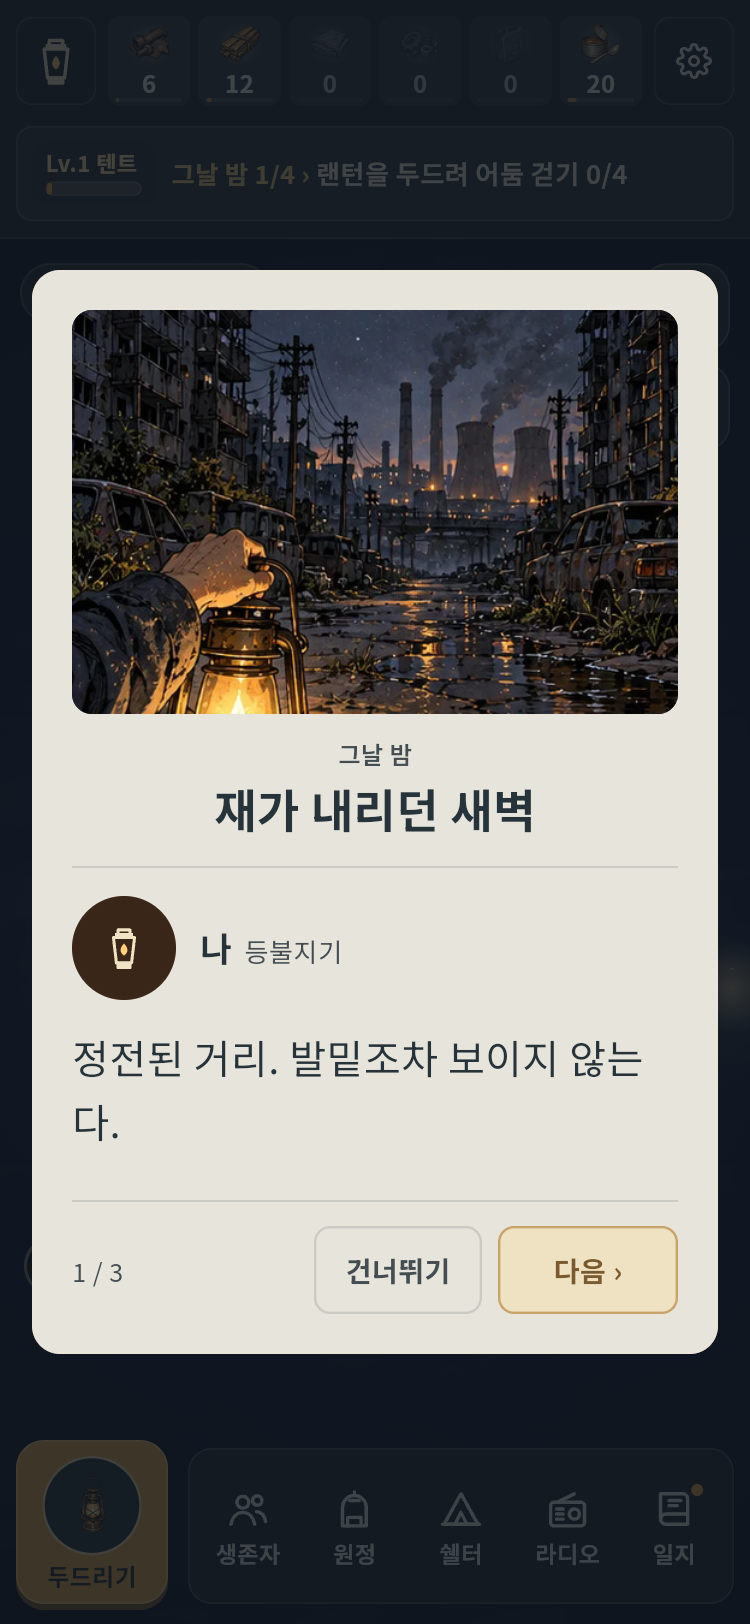 6 12 0 0 0 20
Lv.1 텐트
그날 밤 1/4 › 랜턴을 두드려 어둠 걷기 0/4
그날 밤
재가 내리던 새벽
나 등불지기
정전된 거리. 발밑조차 보이지 않는
다.
1 / 3 건너뛰기 다음 ›
두드리기 생존자 원정 쉘터 라디오 일지